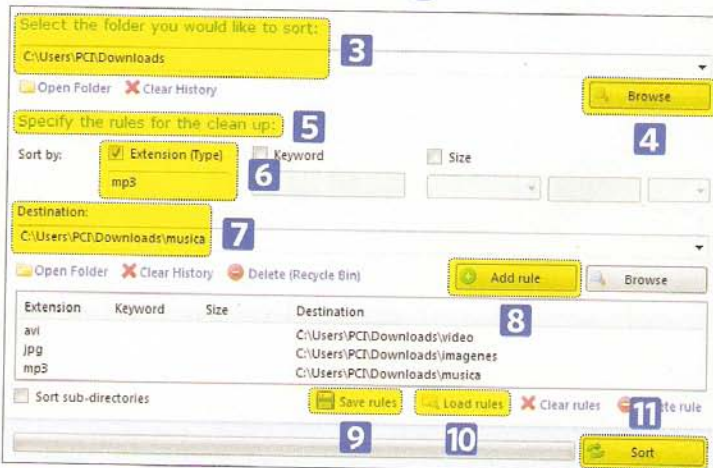 Select the folder you would like to sort:
3
C:\Users\PCI\Downloads
Open Folder Clear History
Browse
4
Specify the rules for the clean up:
5
Sort by: Extension (Type) Keyword Size
6
mp3
Destination:
7
C:\Users\PCI\Downloads\musica
Open Folder Clear History Delete (Recycle Bin) Add rule Browse
8
Extension Keyword Size Destination
avi C:\Users\PCI\Downloads\video
jpg C:\Users\PCI\Downloads\imagenes
mp3 C:\Users\PCI\Downloads\musica
Sort sub-directories Save rules Load rules Clear rules rule
11
9 10
Sort